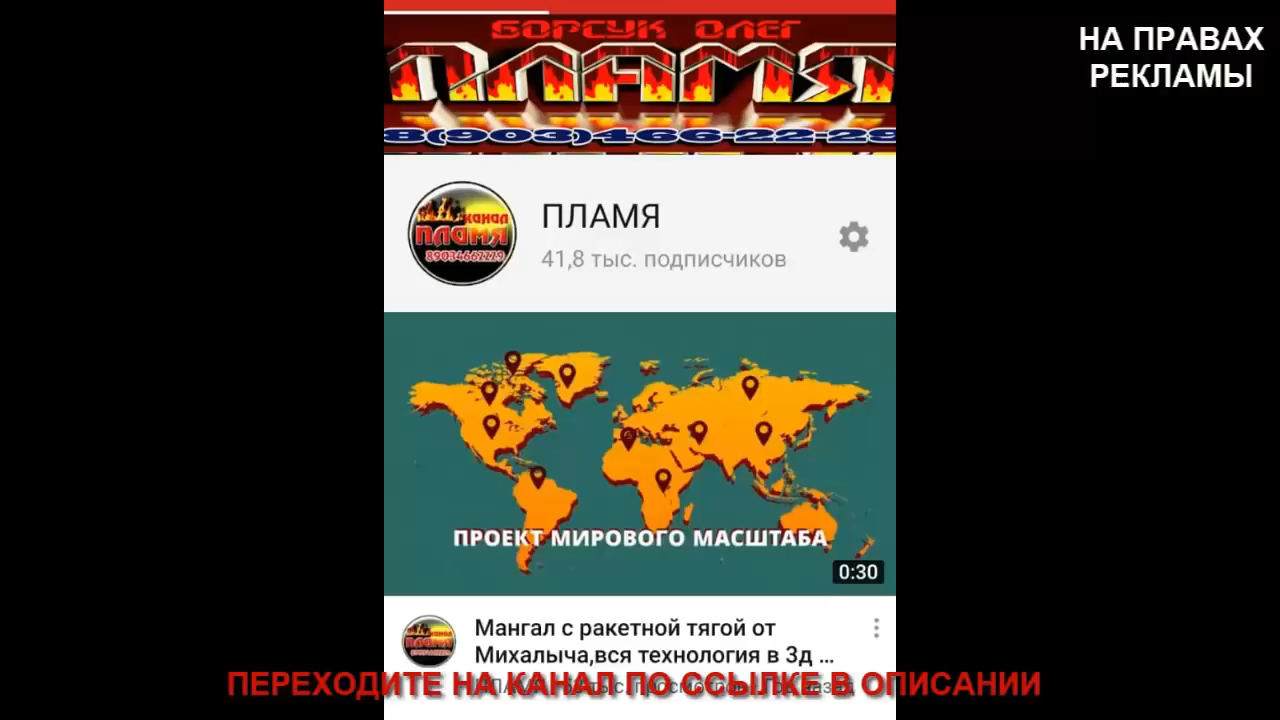 НА ПРАВАХ
РЕКЛАМЫ
БОРСУК ОЛЕГ
ПЛАМЯ
8(903)466-22-29
канал
ПЛАМЯ
89034662229
ПЛАМЯ
41,8 тыс. подписчиков
ПРОЕКТ МИРОВОГО МАСШТАБА
0:30
канал
ПЛАМЯ
Мангал с ракетной тягой от
Михалыча,вся технология в 3д ...
ПЕРЕХОДИТЕ НА КАНАЛ ПО ССЫЛКЕ В ОПИСАНИИ